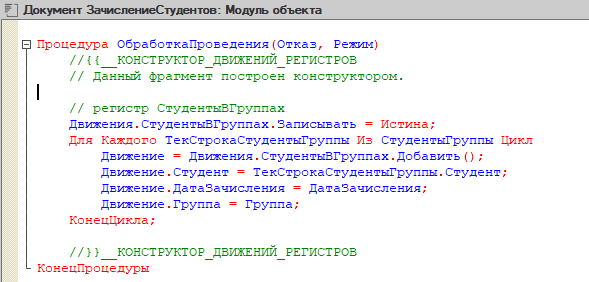 Документ ЗачислениеСтудентов: Модуль объекта
Процедура ОбработкаПроведения(Отказ, Режим)
//{{__КОНСТРУКТОР_ДВИЖЕНИЙ_РЕГИСТРОВ
// Данный фрагмент построен конструктором.
// регистр СтудентыВГруппах
Движения.СтудентыВГруппах.Записывать = Истина;
Для Каждого ТекСтрокаСтудентыГруппы Из СтудентыГруппы Цикл
Движение = Движения.СтудентыВГруппах.Добавить();
Движение.Студент = ТекСтрокаСтудентыГруппы.Студент;
Движение.ДатаЗачисления = ДатаЗачисления;
Движение.Группа = Группа;
КонецЦикла;
//}}__КОНСТРУКТОР_ДВИЖЕНИЙ_РЕГИСТРОВ
КонецПроцедуры